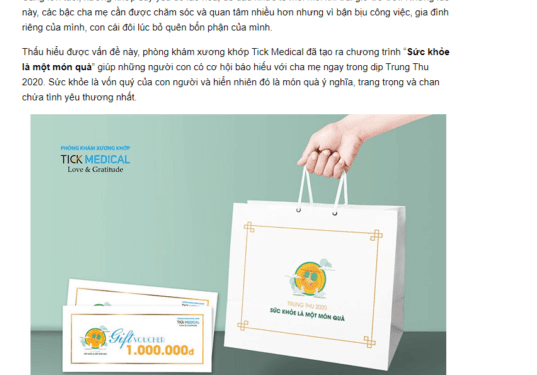 này, các bậc cha mẹ cần được chăm sóc và quan tâm nhiều hơn nhưng vì bận bịu công việc, gia đình
riêng của mình, con cái đôi lúc bỏ quên bổn phận của mình.
Thấu hiểu được vấn đề này, phòng khám xương khớp Tick Medical đã tạo ra chương trình “Sức khỏe
là một món quà” giúp những người con có cơ hội báo hiếu với cha mẹ ngay trong dịp Trung Thu
2020. Sức khỏe là vốn quý của con người và hiển nhiên đó là món quà ý nghĩa, trang trọng và chan
chứa tình yêu thương nhất.
PHÒNG KHÁM XƯƠNG KHỚP
TICK MEDICAL
Love & Gratitude
TRUNG THU 2020
SỨC KHỎE LÀ MỘT MÓN QUÀ
TICK MEDICAL
Gift VOUCHER
1.000.000đ